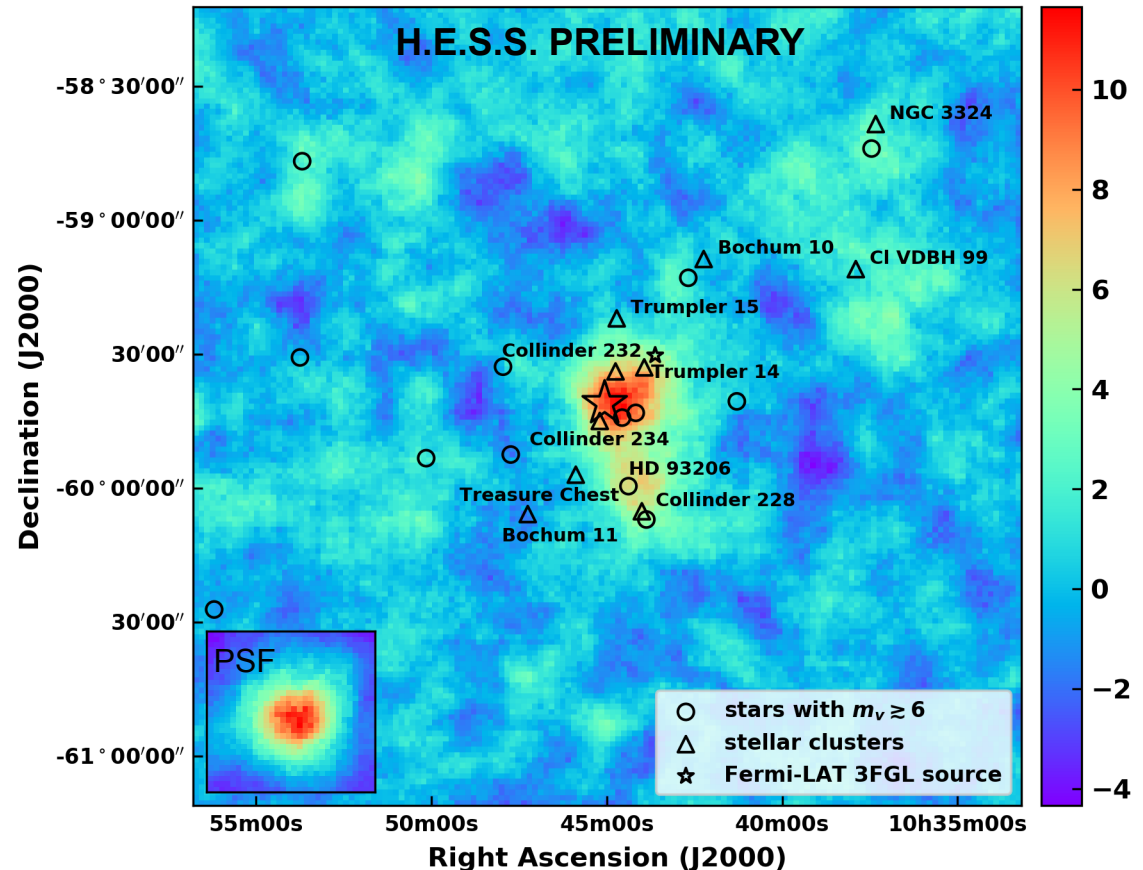 H.E.S.S. PRELIMINARY
-58°30′00″
-59°00′00″
30′00″
-60°00′00″
30′00″
-61°00′00″
Declination (J2000)
NGC 3324
Bochum 10
Cl VDBH 99
Trumpler 15
Collinder 232
Trumpler 14
Collinder 234
HD 93206
Treasure Chest
Collinder 228
Bochum 11
PSF
stars with mᵥ ≳ 6
stellar clusters
Fermi-LAT 3FGL source
55m00s 50m00s 45m00s 40m00s 10h35m00s
Right Ascension (J2000)
10
8
6
4
2
0
−2
−4